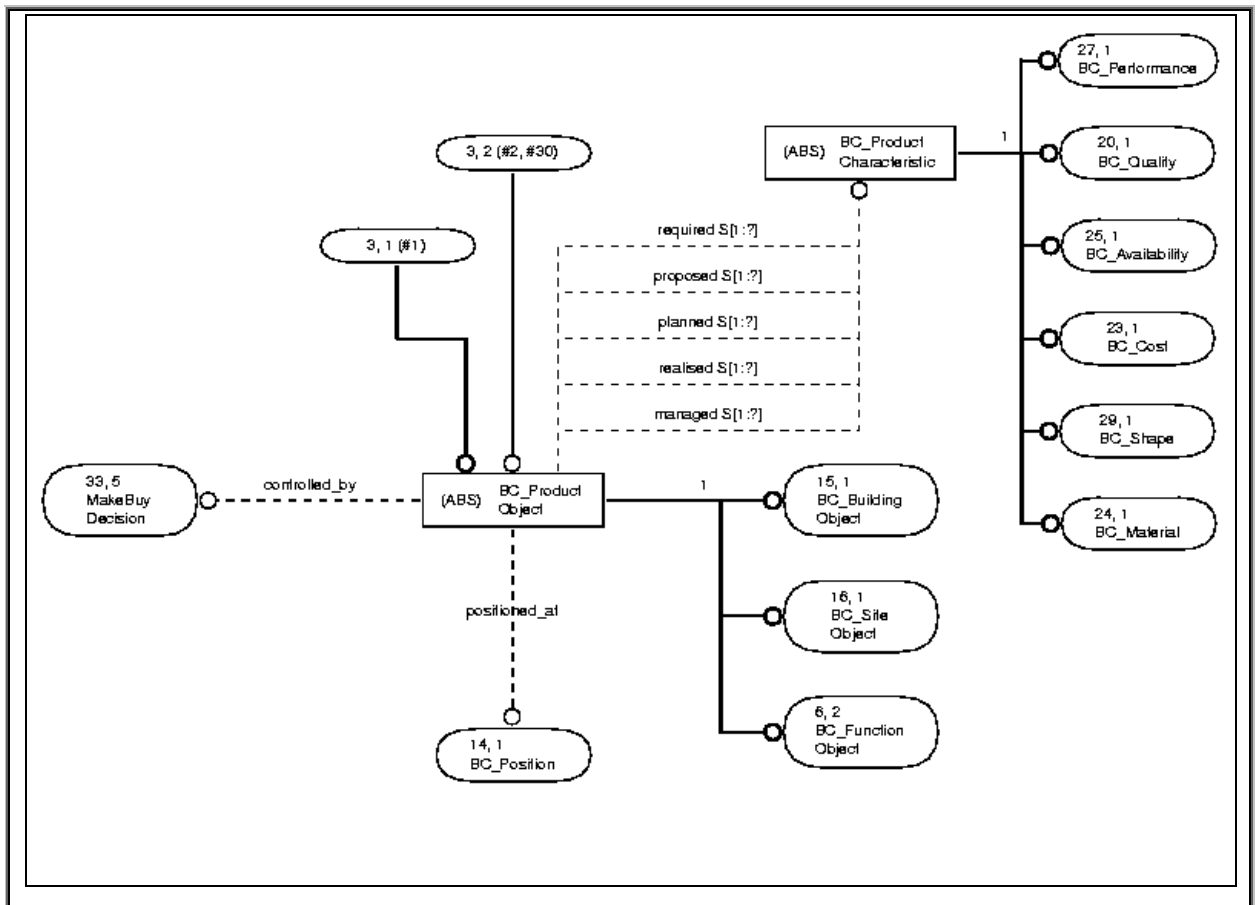 27, 1
BC_Performance
3, 2 (#2, #30)
(ABS)
BC_Product
Characteristic
1
20, 1
BC_Quality
3, 1 (#1)
required S[1:?]
25, 1
BC_Availability
proposed S[1:?]
planned S[1:?]
23, 1
BC_Cost
realised S[1:?]
managed S[1:?]
29, 1
BC_Shape
33, 5
MakeBuy
Decision
controlled_by
(ABS)
BC_Product
Object
1
15, 1
BC_Building
Object
24, 1
BC_Material
positioned_at
16, 1
BC_Site
Object
14, 1
BC_Position
6, 2
BC_Function
Object